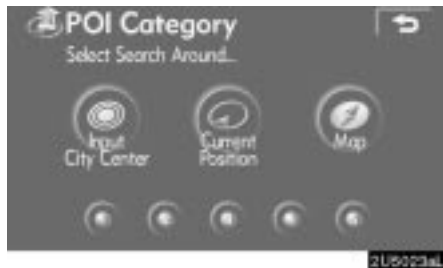 POI Category
Select Search Around...
Input
City Center
Current
Position
Map
2U5023aL